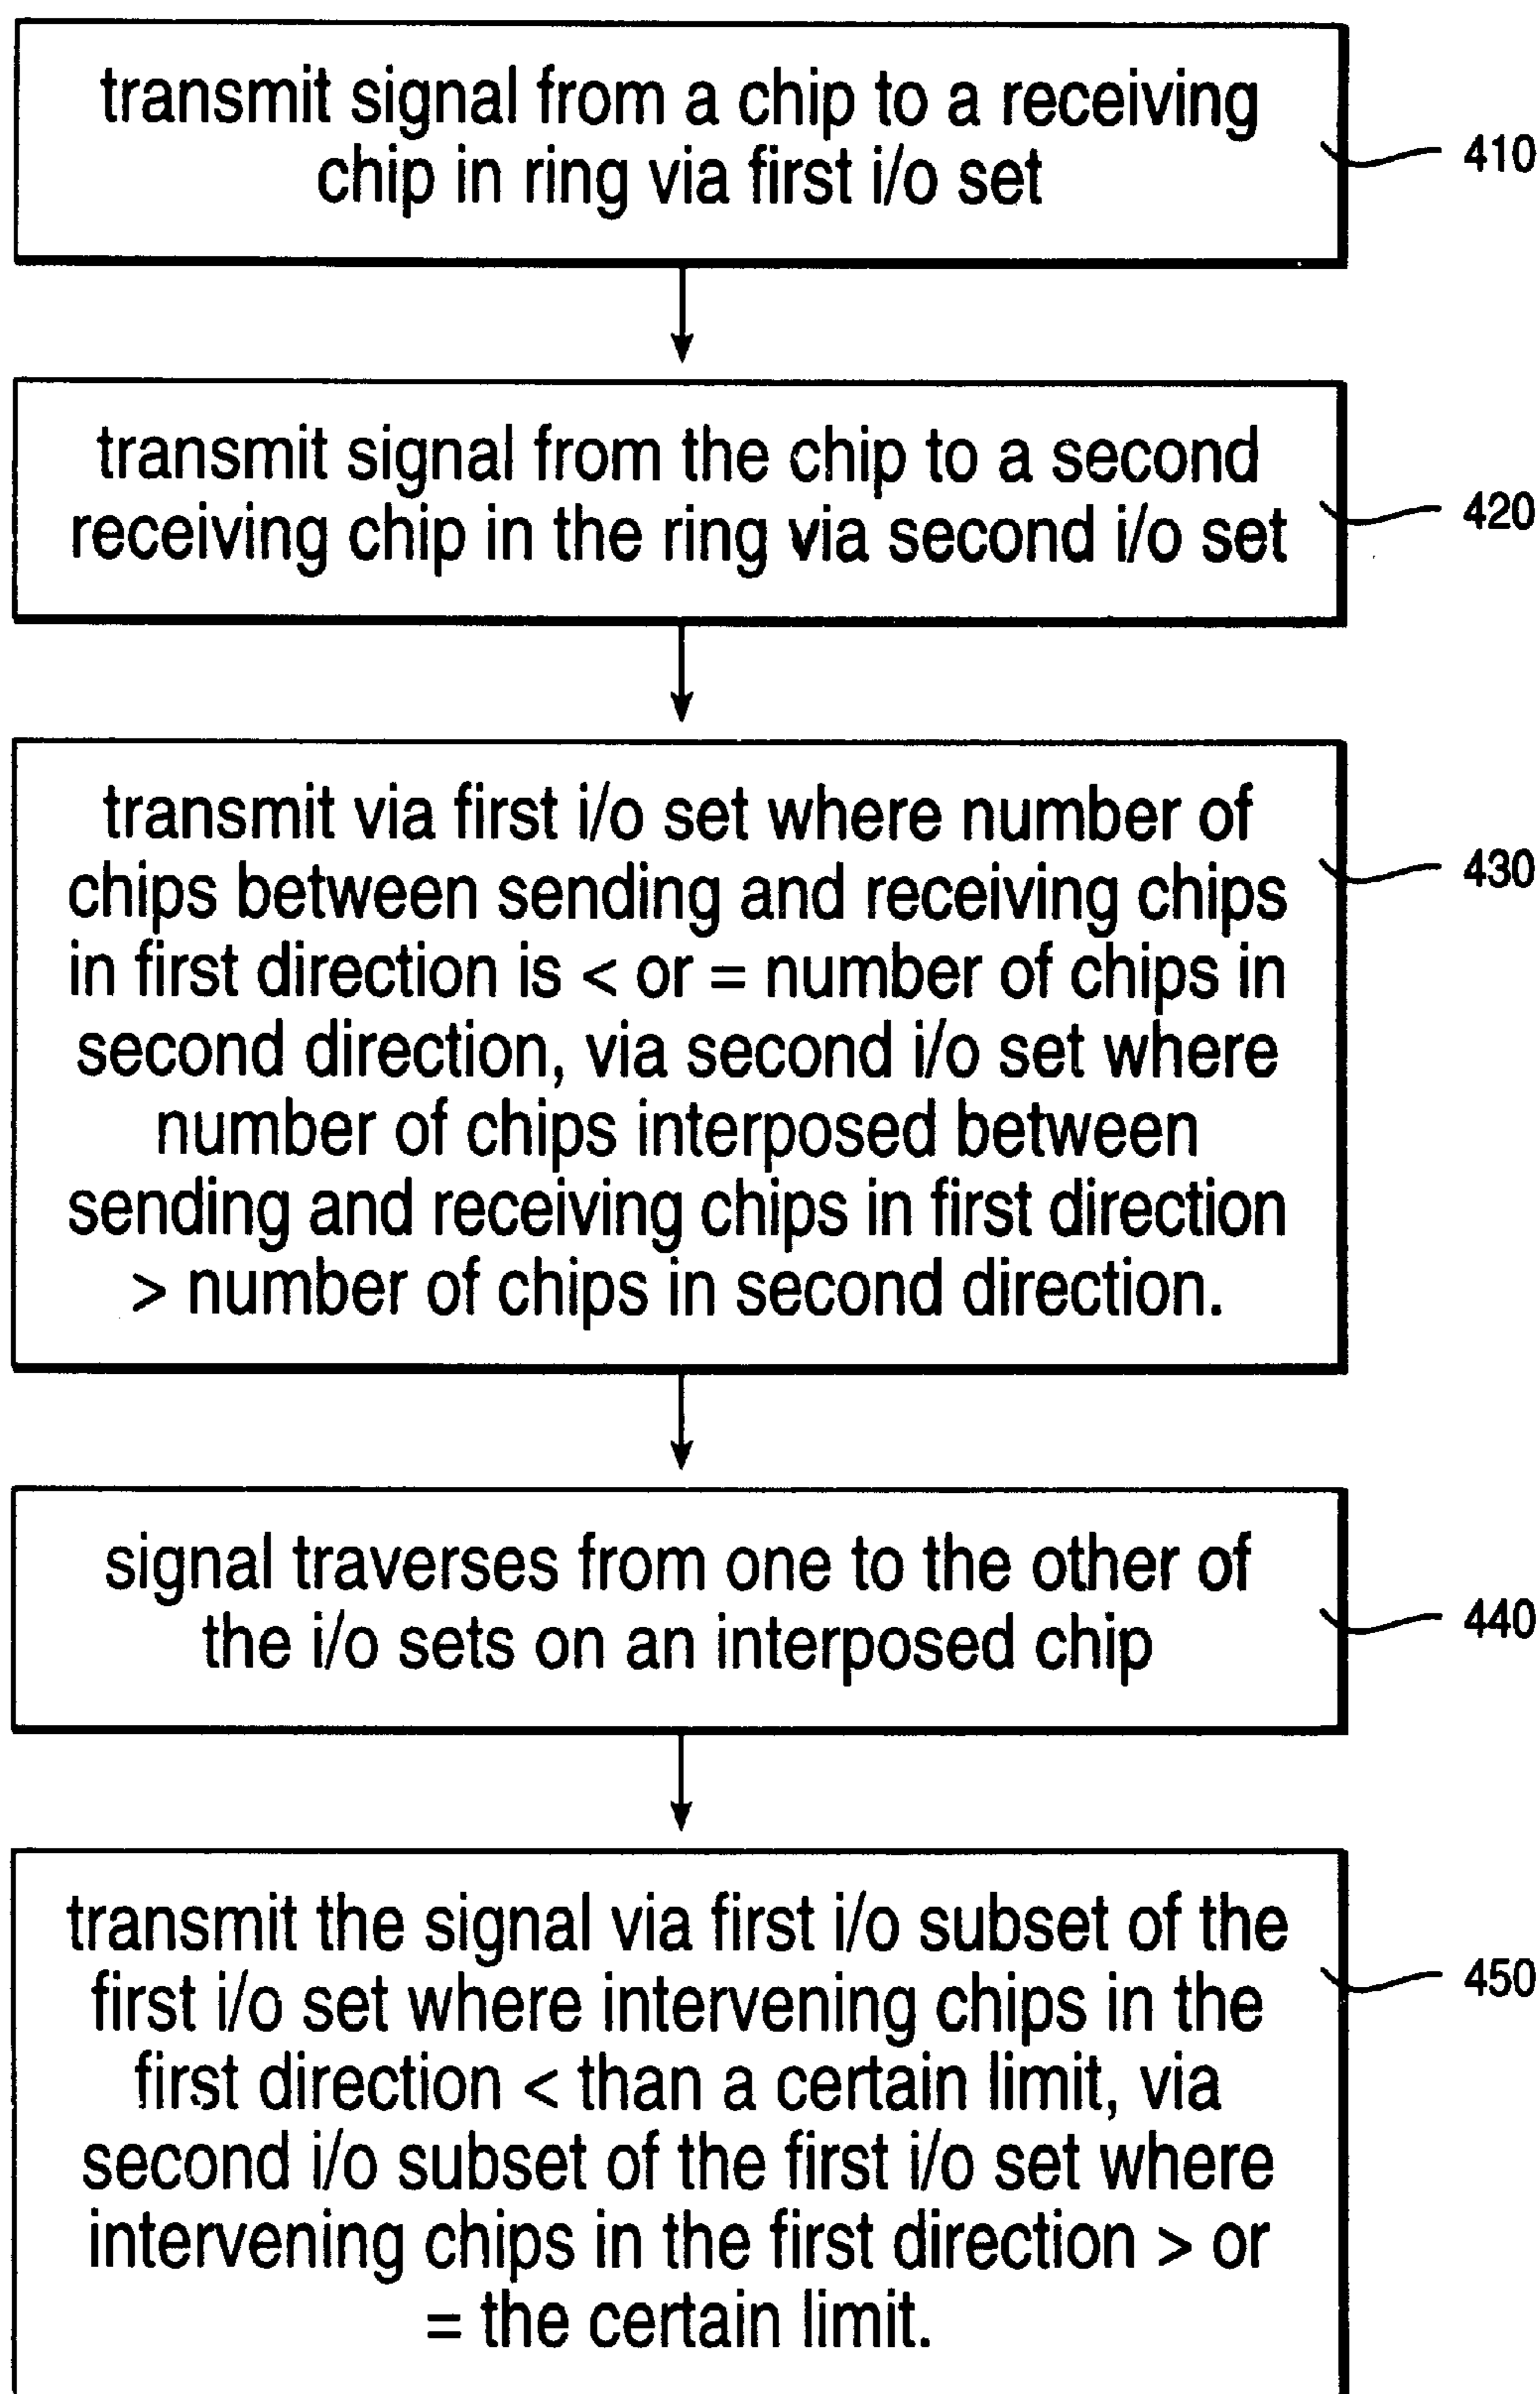 transmit signal from a chip to a receiving
chip in ring via first i/o set
410
transmit signal from the chip to a second
receiving chip in the ring via second i/o set
420
transmit via first i/o set where number of
chips between sending and receiving chips
in first direction is < or = number of chips in
second direction, via second i/o set where
number of chips interposed between
sending and receiving chips in first direction
> number of chips in second direction.
430
signal traverses from one to the other of
the i/o sets on an interposed chip
440
transmit the signal via first i/o subset of the
first i/o set where intervening chips in the
first direction < than a certain limit, via
second i/o subset of the first i/o set where
intervening chips in the first direction > or
= the certain limit.
450